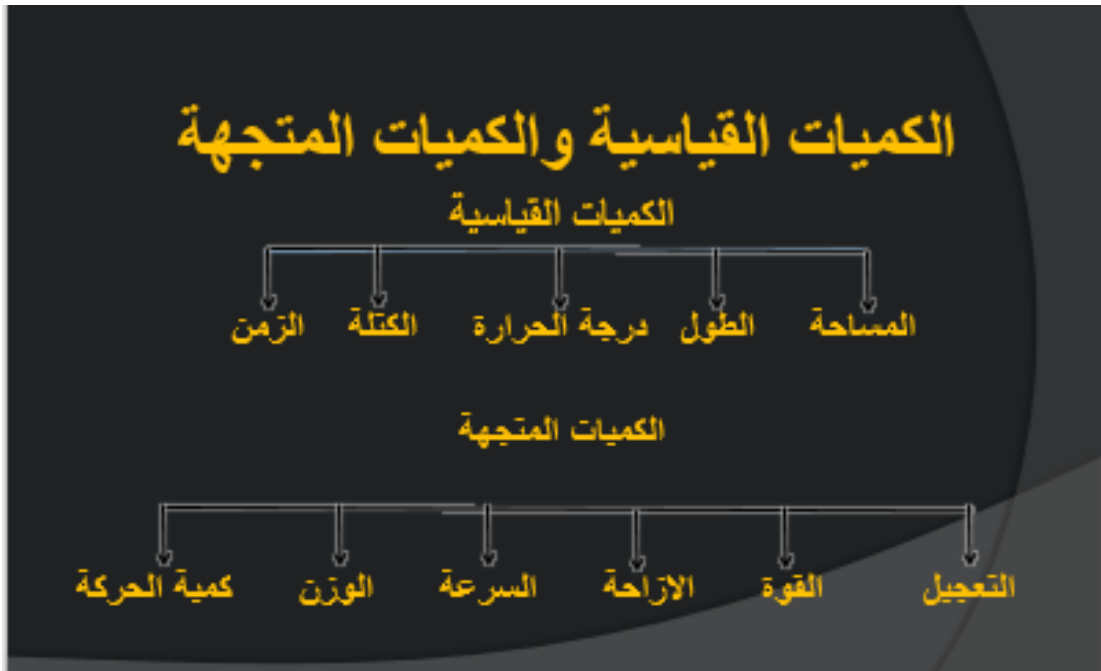 الكميات القياسية والكميات المتجهة
الكميات القياسية
المساحة الطول درجة الحرارة الكتلة الزمن
الكميات المتجهة
التعجيل القوة الازاحة السرعة الوزن كمية الحركة